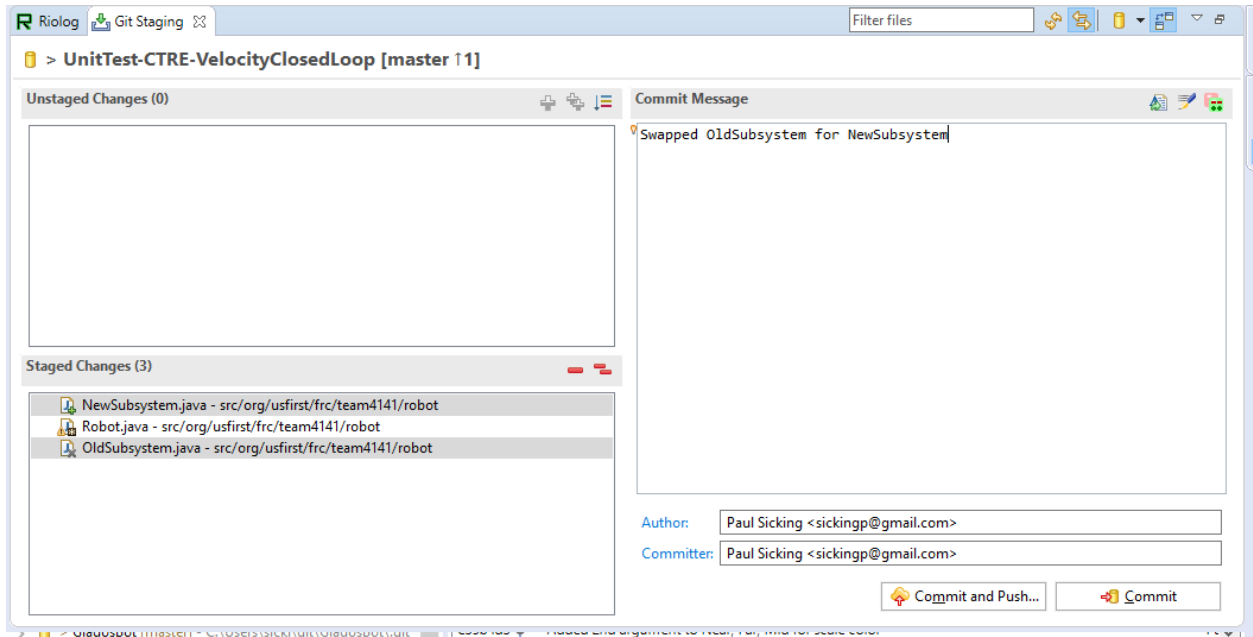 Riolog Git Staging
Filter files
> UnitTest-CTRE-VelocityClosedLoop [master ↑1]
Unstaged Changes (0)
Commit Message
Swapped OldSubsystem for NewSubsystem
Staged Changes (3)
NewSubsystem.java - src/org/usfirst/frc/team4141/robot
Robot.java - src/org/usfirst/frc/team4141/robot
OldSubsystem.java - src/org/usfirst/frc/team4141/robot
Author: Paul Sicking <sickingp@gmail.com>
Committer: Paul Sicking <sickingp@gmail.com>
Commit and Push... Commit